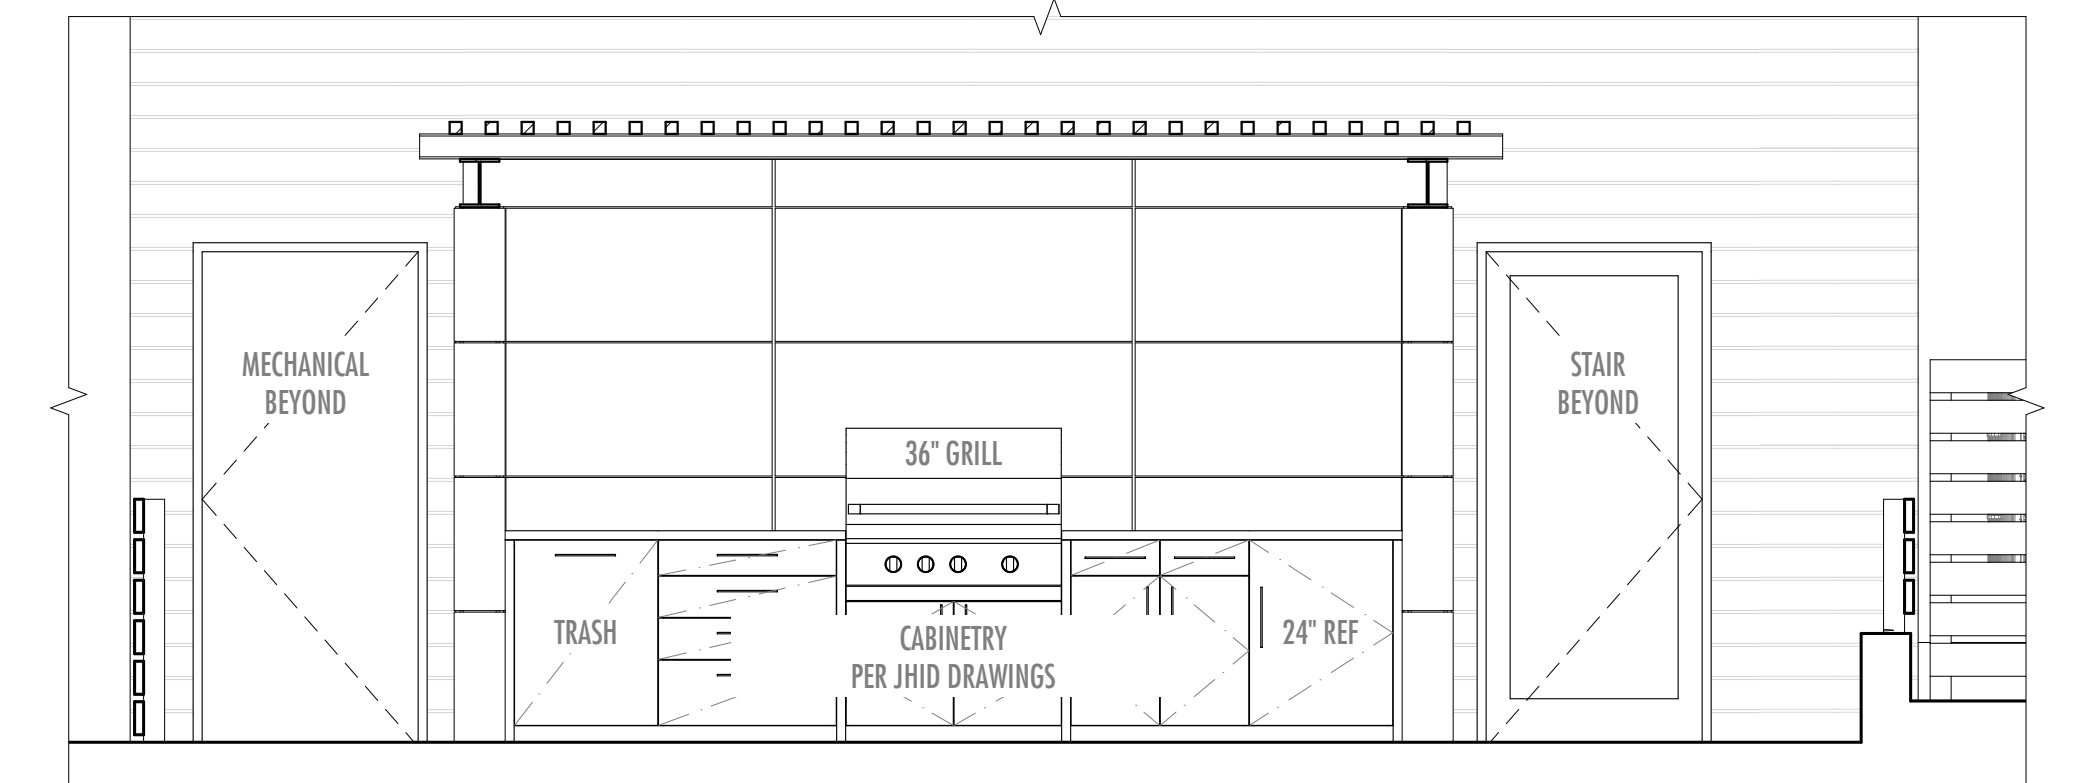 MECHANICAL
BEYOND
STAIR
BEYOND
36" GRILL
TRASH
CABINETRY
PER JHID DRAWINGS
24" REF